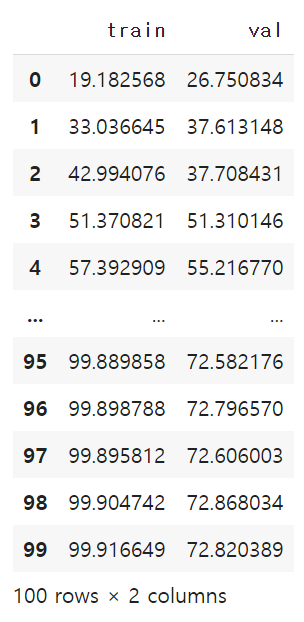 train val
0 19.182568 26.750834
1 33.036645 37.613148
2 42.994076 37.708431
3 51.370821 51.310146
4 57.392909 55.216770
... ... ...
95 99.889858 72.582176
96 99.898788 72.796570
97 99.895812 72.606003
98 99.904742 72.868034
99 99.916649 72.820389
100 rows × 2 columns